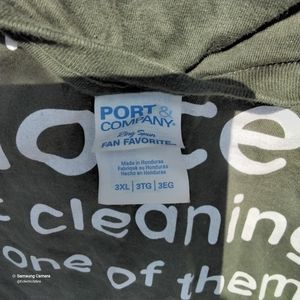 PORT&
COMPANY
Ring Spun
FAN FAVORITE™
Made in Honduras
Fabriqué au Honduras
Hecho en Honduras
3XL | 3TG | 3EG
cleaning
one of them
Samsung Camera